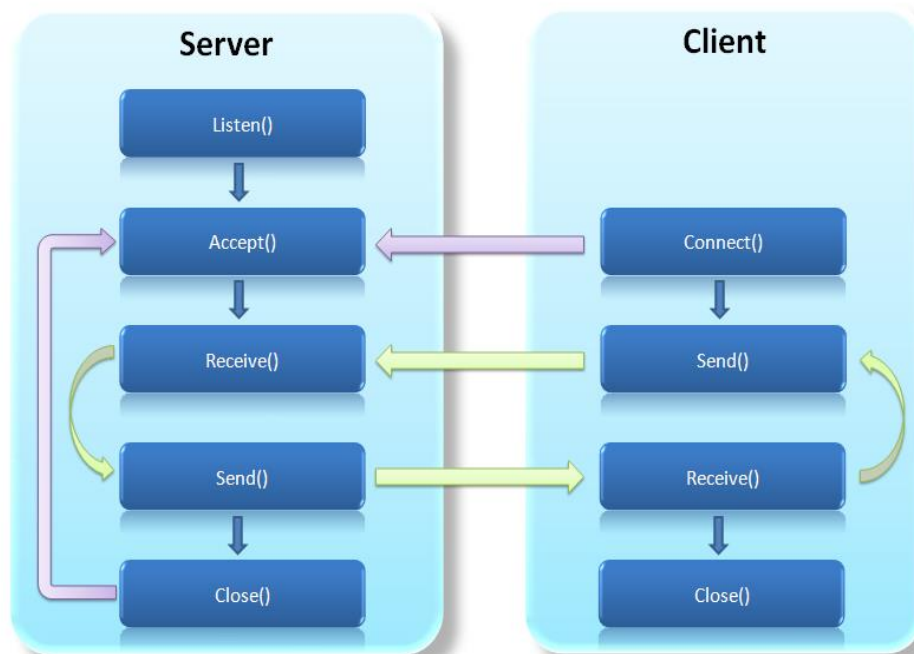 Server
Listen()
Accept()
Receive()
Send()
Close()
Client
Connect()
Send()
Receive()
Close()